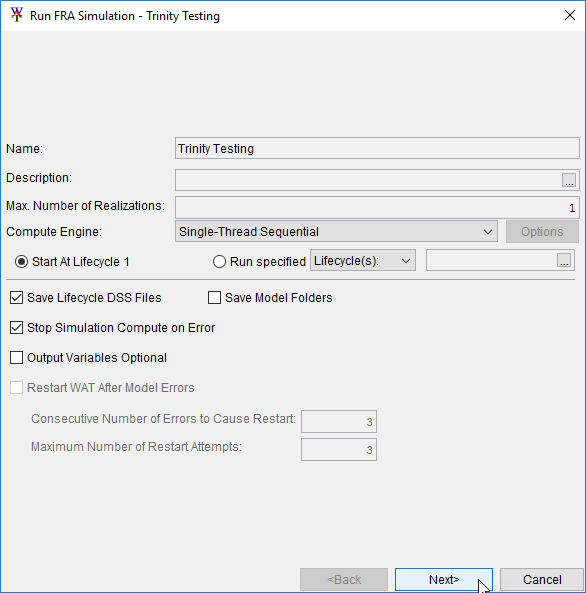 Run FRA Simulation - Trinity Testing
Name: Trinity Testing
Description: ...
Max. Number of Realizations: 1
Compute Engine: Single-Thread Sequential Options
Start At Lifecycle 1 Run specified Lifecycle(s): ...
Save Lifecycle DSS Files Save Model Folders
Stop Simulation Compute on Error
Output Variables Optional
Restart WAT After Model Errors
Consecutive Number of Errors to Cause Restart: 3
Maximum Number of Restart Attempts: 3
<Back Next> Cancel